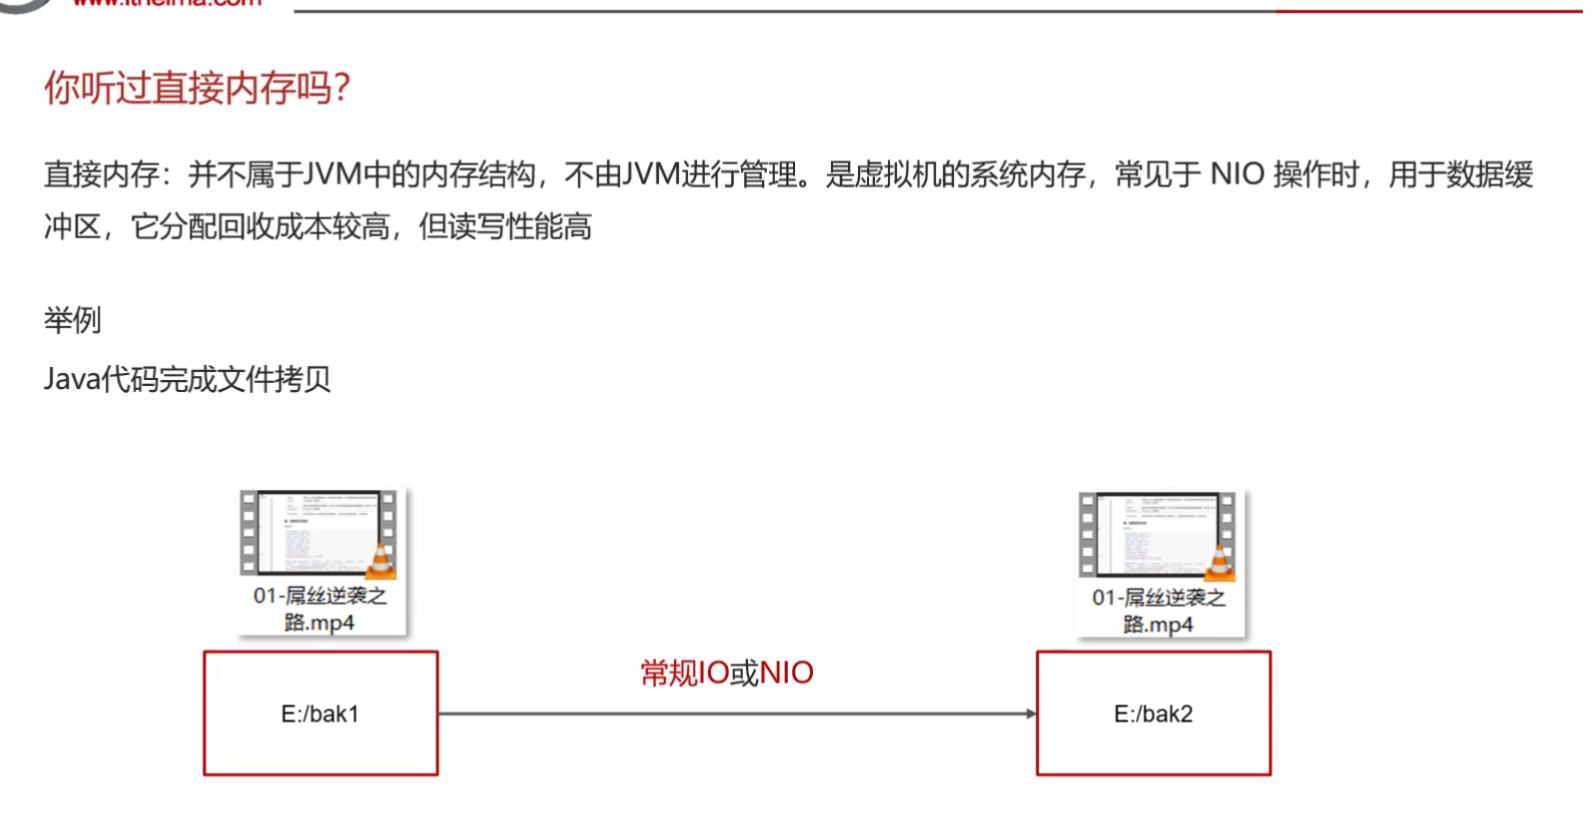 www.itheima.com
你听过直接内存吗？
直接内存：并不属于JVM中的内存结构，不由JVM进行管理。是虚拟机的系统内存，常见于 NIO 操作时，用于数据缓
冲区，它分配回收成本较高，但读写性能高
举例
Java代码完成文件拷贝
01-屌丝逆袭之
路.mp4
01-屌丝逆袭之
路.mp4
常规IO或NIO
E:/bak1
E:/bak2